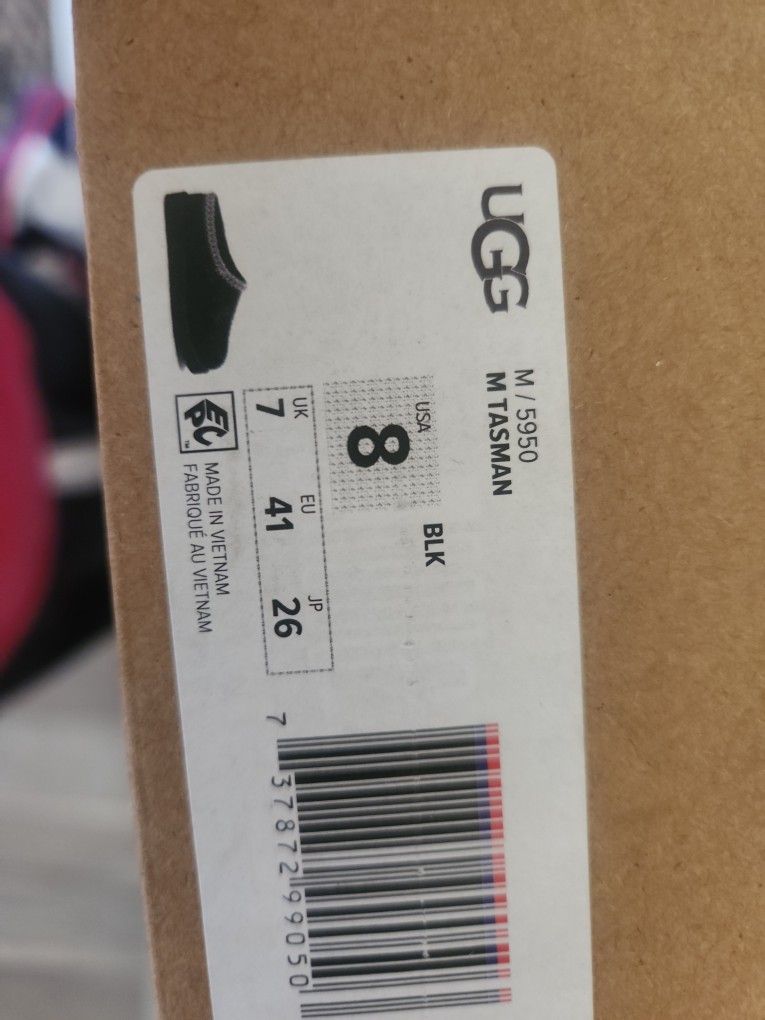 UGG
M / 5950
M TASMAN
USA
8
BLK
UK EU JP
7 41 26
EPC™
MADE IN VIETNAM
FABRIQUÉ AU VIETNAM
7 37872 99050